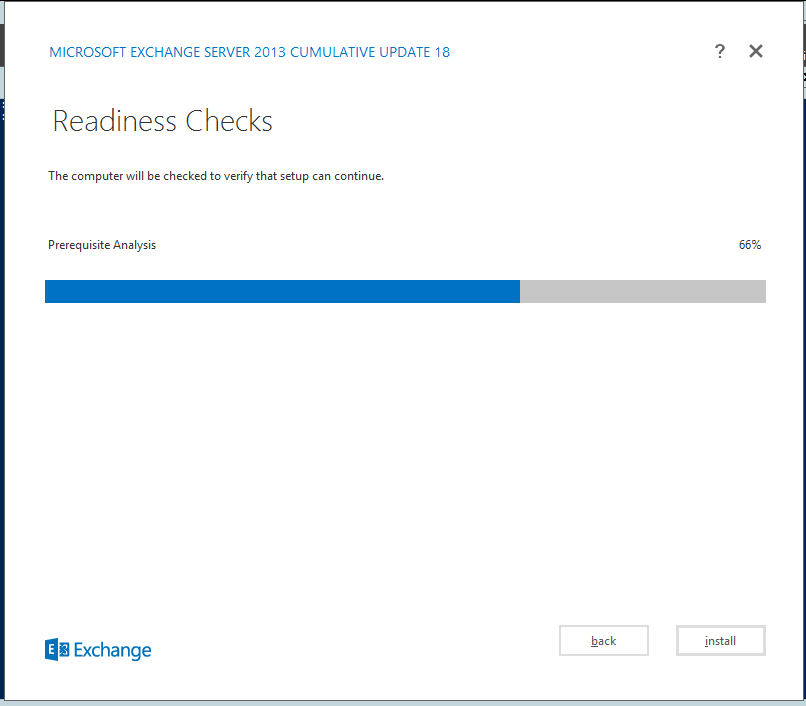 MICROSOFT EXCHANGE SERVER 2013 CUMULATIVE UPDATE 18
?
Readiness Checks
The computer will be checked to verify that setup can continue.
Prerequisite Analysis 66%
E Exchange
back
install